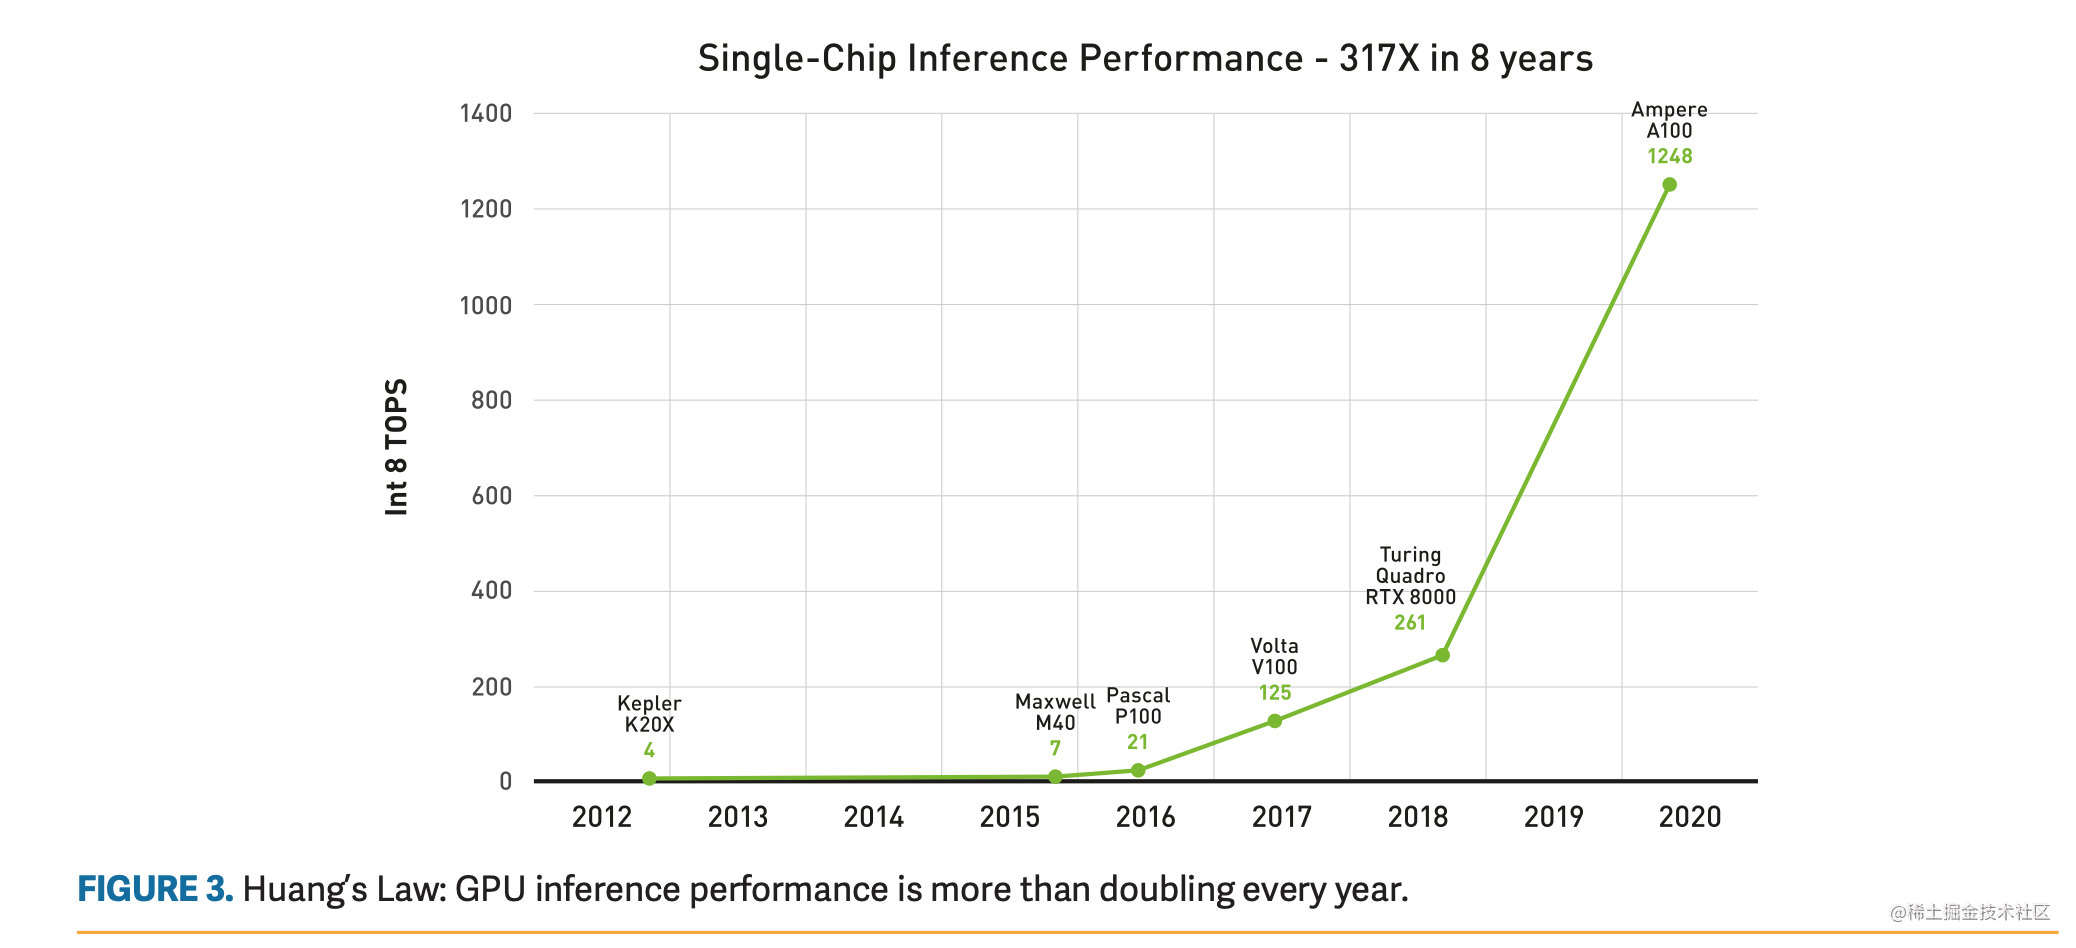 Single-Chip Inference Performance - 317X in 8 years
1400
1200
1000
800
600
400
200
0
Int 8 TOPS
Kepler
K20X
4
Maxwell
M40
7
Pascal
P100
21
Volta
V100
125
Turing
Quadro
RTX 8000
261
Ampere
A100
1248
2012 2013 2014 2015 2016 2017 2018 2019 2020
FIGURE 3. Huang's Law: GPU inference performance is more than doubling every year.
@稀土掘金技术社区